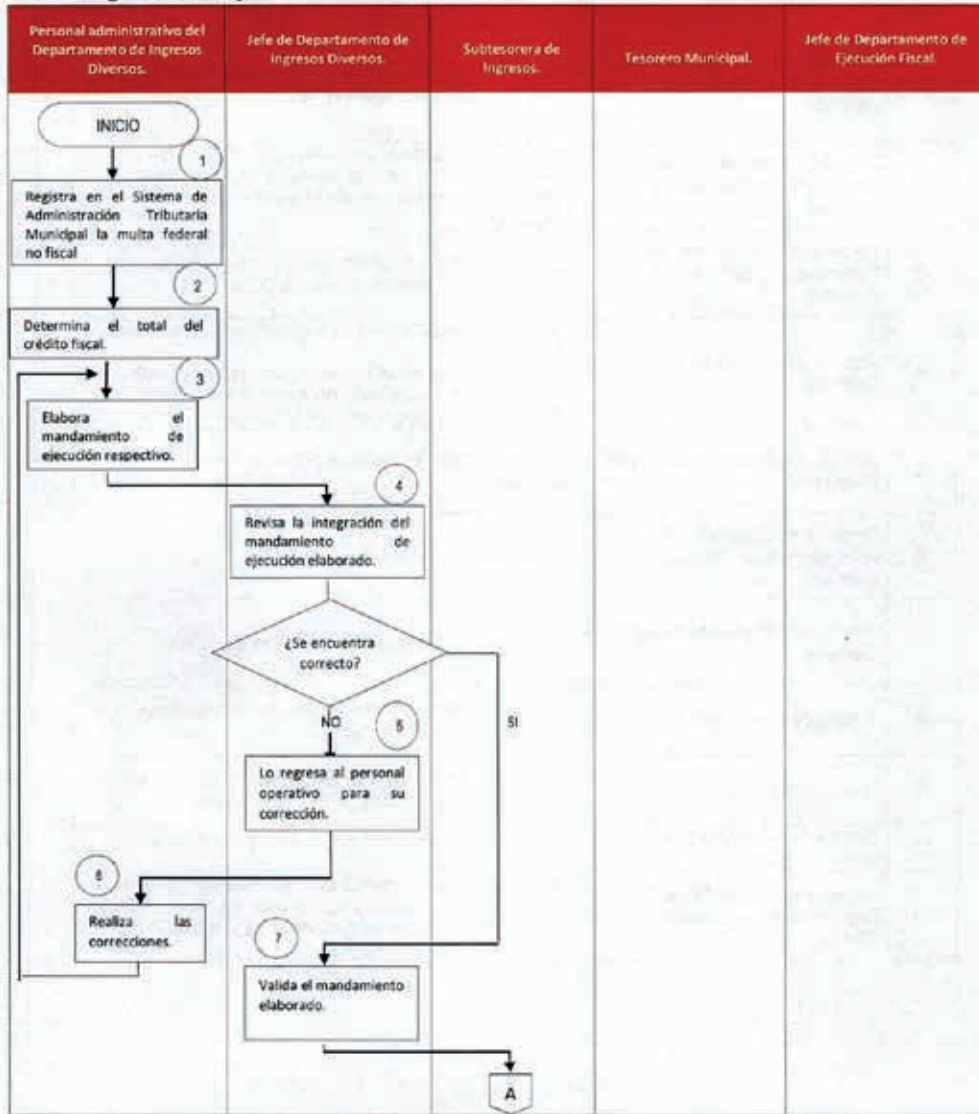 Personal administrativo del
Departamento de Ingresos
Diversos.
Jefe de Departamento de
Ingresos Diversos.
Subtesorera de
Ingresos.
Tesorero Municipal.
Jefe de Departamento de
Ejecución Fiscal
INICIO
1
Registra en el Sistema de
Administración Tributaria
Municipal la multa federal
no fiscal
2
Determina el total del
crédito fiscal.
3
Elabora el
mandamiento de
ejecución respectivo.
4
Revisa la integración del
mandamiento de
ejecución elaborado.
¿Se encuentra
correcto?
NO
5
SI
Lo regresa al personal
operativo para su
corrección.
6
Realiza las
correcciones.
7
Valida el mandamiento
elaborado.
A